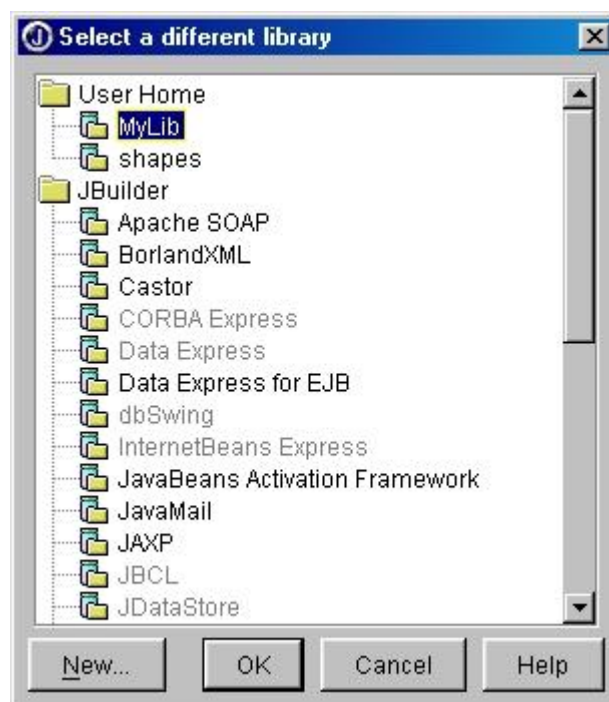 Select a different library
User Home
MyLib
shapes
JBuilder
Apache SOAP
BorlandXML
Castor
CORBA Express
Data Express
Data Express for EJB
dbSwing
InternetBeans Express
JavaBeans Activation Framework
JavaMail
JAXP
JBCL
JDataStore
New... OK Cancel Help